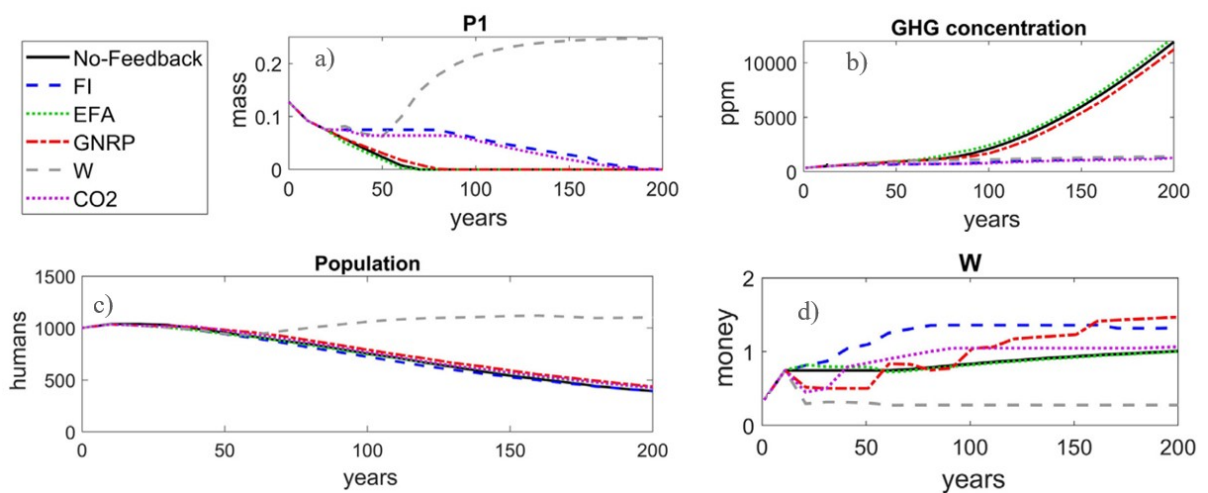 No-Feedback
FI
EFA
GNRP
W
CO2
P1
a)
mass
0.2
0.1
0
0 50 100 150 200
years
GHG concentration
b)
ppm
10000
5000
0
0 50 100 150 200
years
Population
c)
humans
1500
1000
500
0
0 50 100 150 200
years
W
d)
money
2
1
0
0 50 100 150 200
years